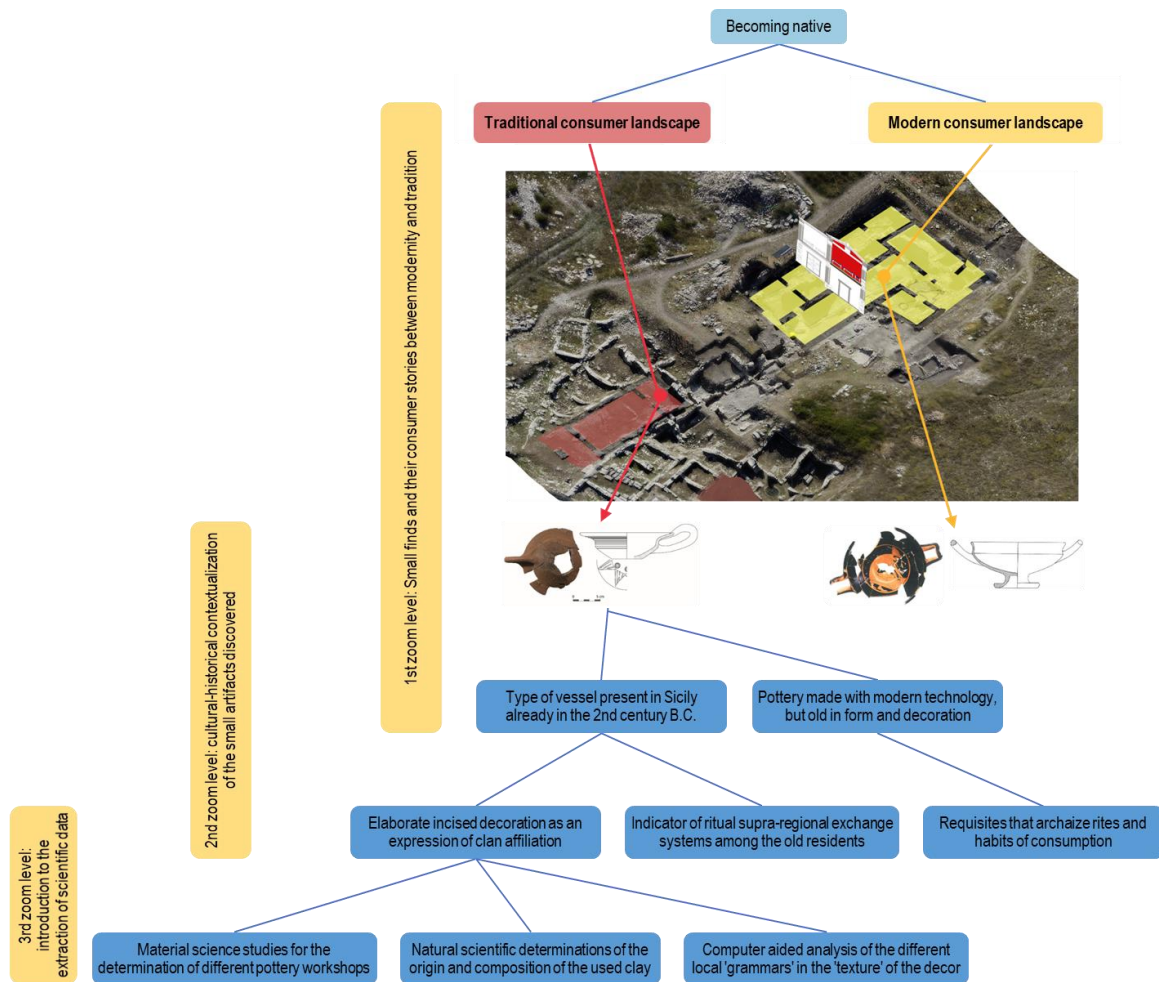 Becoming native
Traditional consumer landscape
Modern consumer landscape
1st zoom level: Small finds and their consumer stories between modernity and tradition
2nd zoom level: cultural-historical contextualization
of the small artifacts discovered
Type of vessel present in Sicily
already in the 2nd century B.C.
Pottery made with modern technology,
but old in form and decoration
3rd zoom level:
introduction to the
extraction of scientific data
Elaborate incised decoration as an
expression of clan affiliation
Indicator of ritual supra-regional exchange
systems among the old residents
Requisites that archaize rites and
habits of consumption
Material science studies for the
determination of different pottery workshops
Natural scientific determinations of the
origin and composition of the used clay
Computer aided analysis of the different
local 'grammars' in the 'texture' of the decor